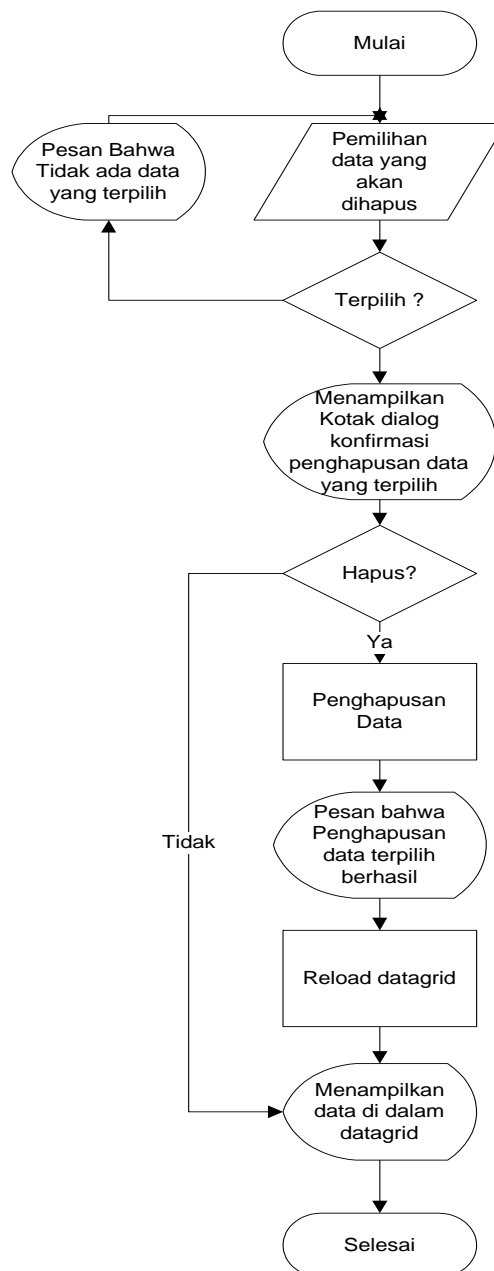 Mulai
Pesan Bahwa
Tidak ada data
yang terpilih
Pemilihan
data yang
akan
dihapus
Terpilih ?
Menampilkan
Kotak dialog
konfirmasi
penghapusan data
yang terpilih
Hapus?
Ya
Penghapusan
Data
Tidak
Pesan bahwa
Penghapusan
data terpilih
berhasil
Reload datagrid
Menampilkan
data di dalam
datagrid
Selesai